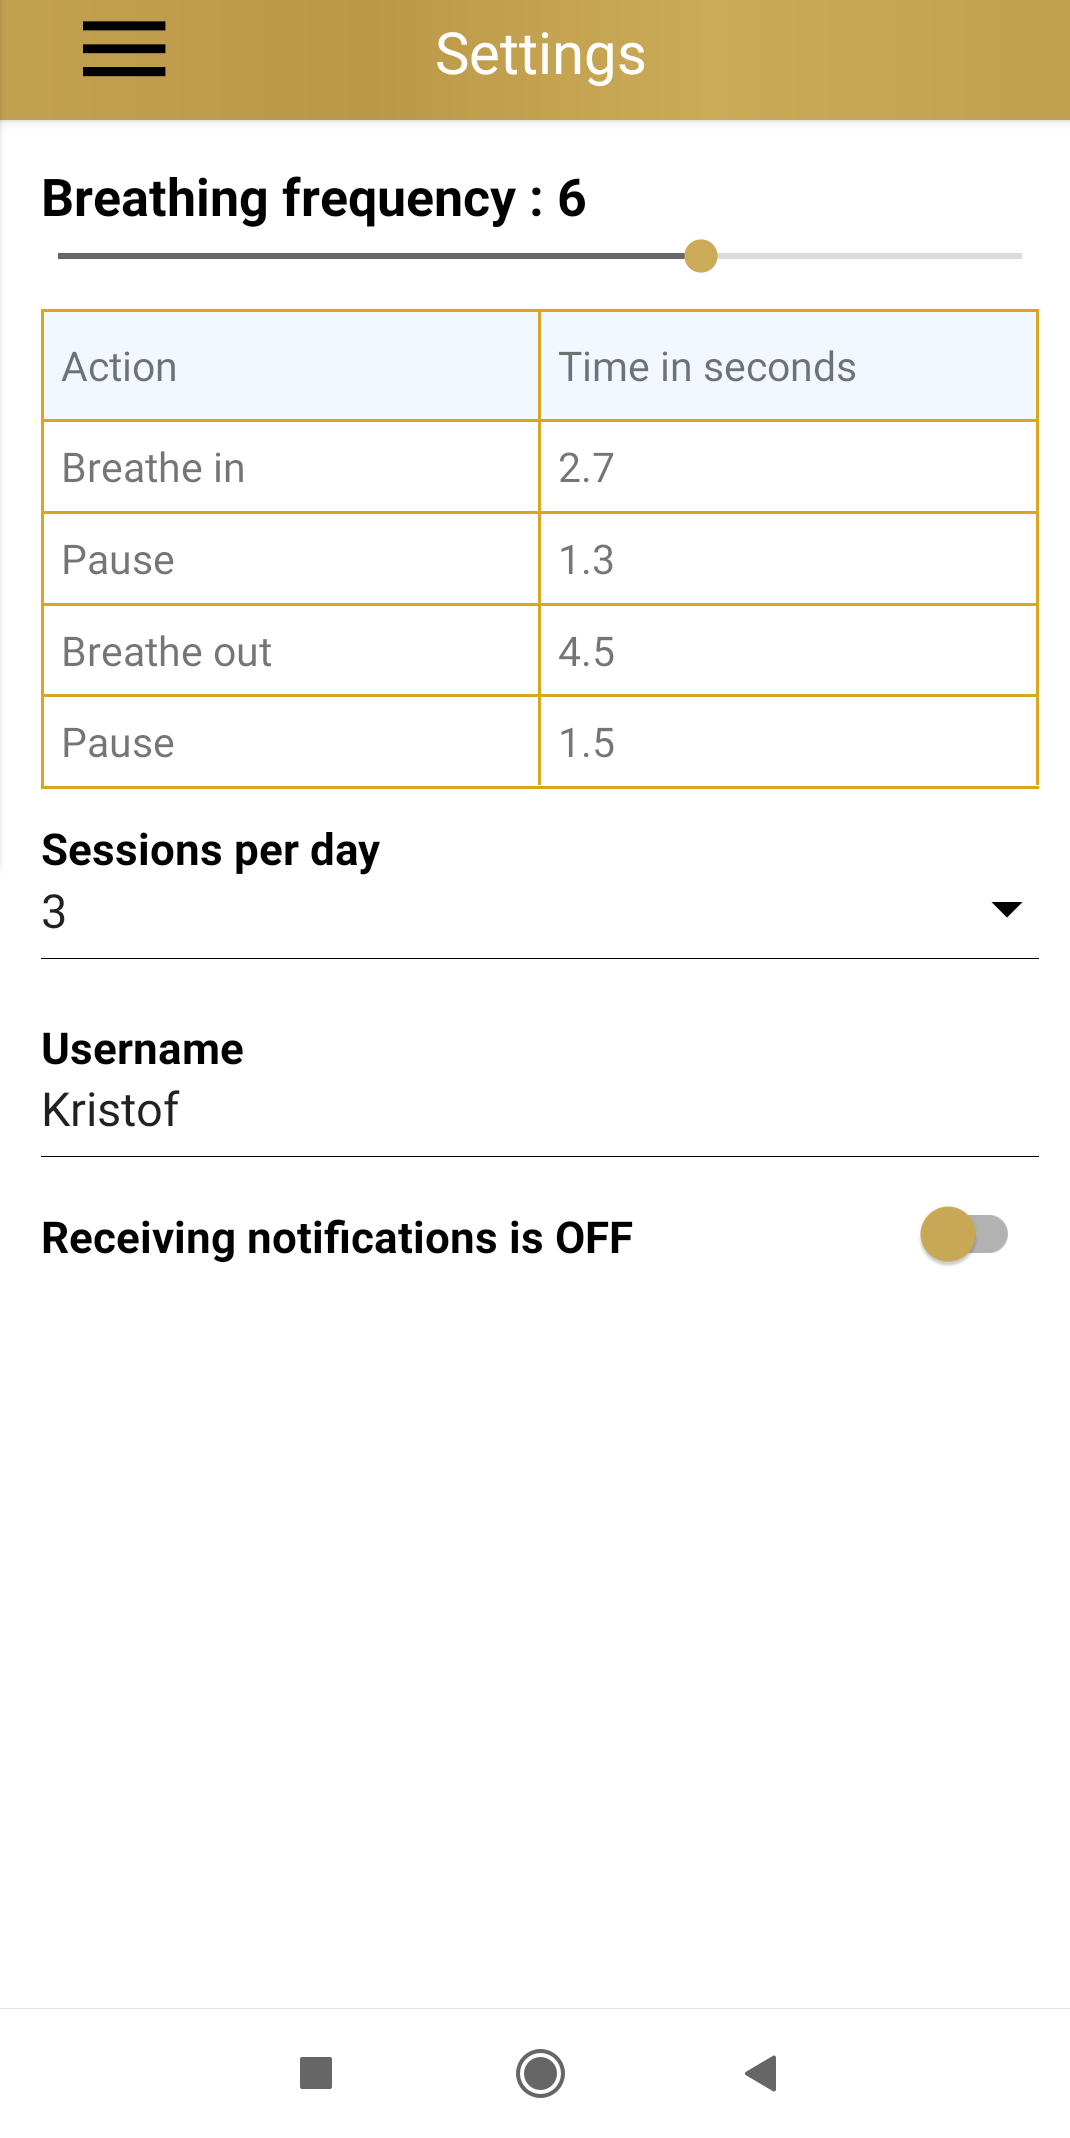 Settings
Breathing frequency : 6
Action Time in seconds
Breathe in 2.7
Pause 1.3
Breathe out 4.5
Pause 1.5
Sessions per day
3
Username
Kristof
Receiving notifications is OFF